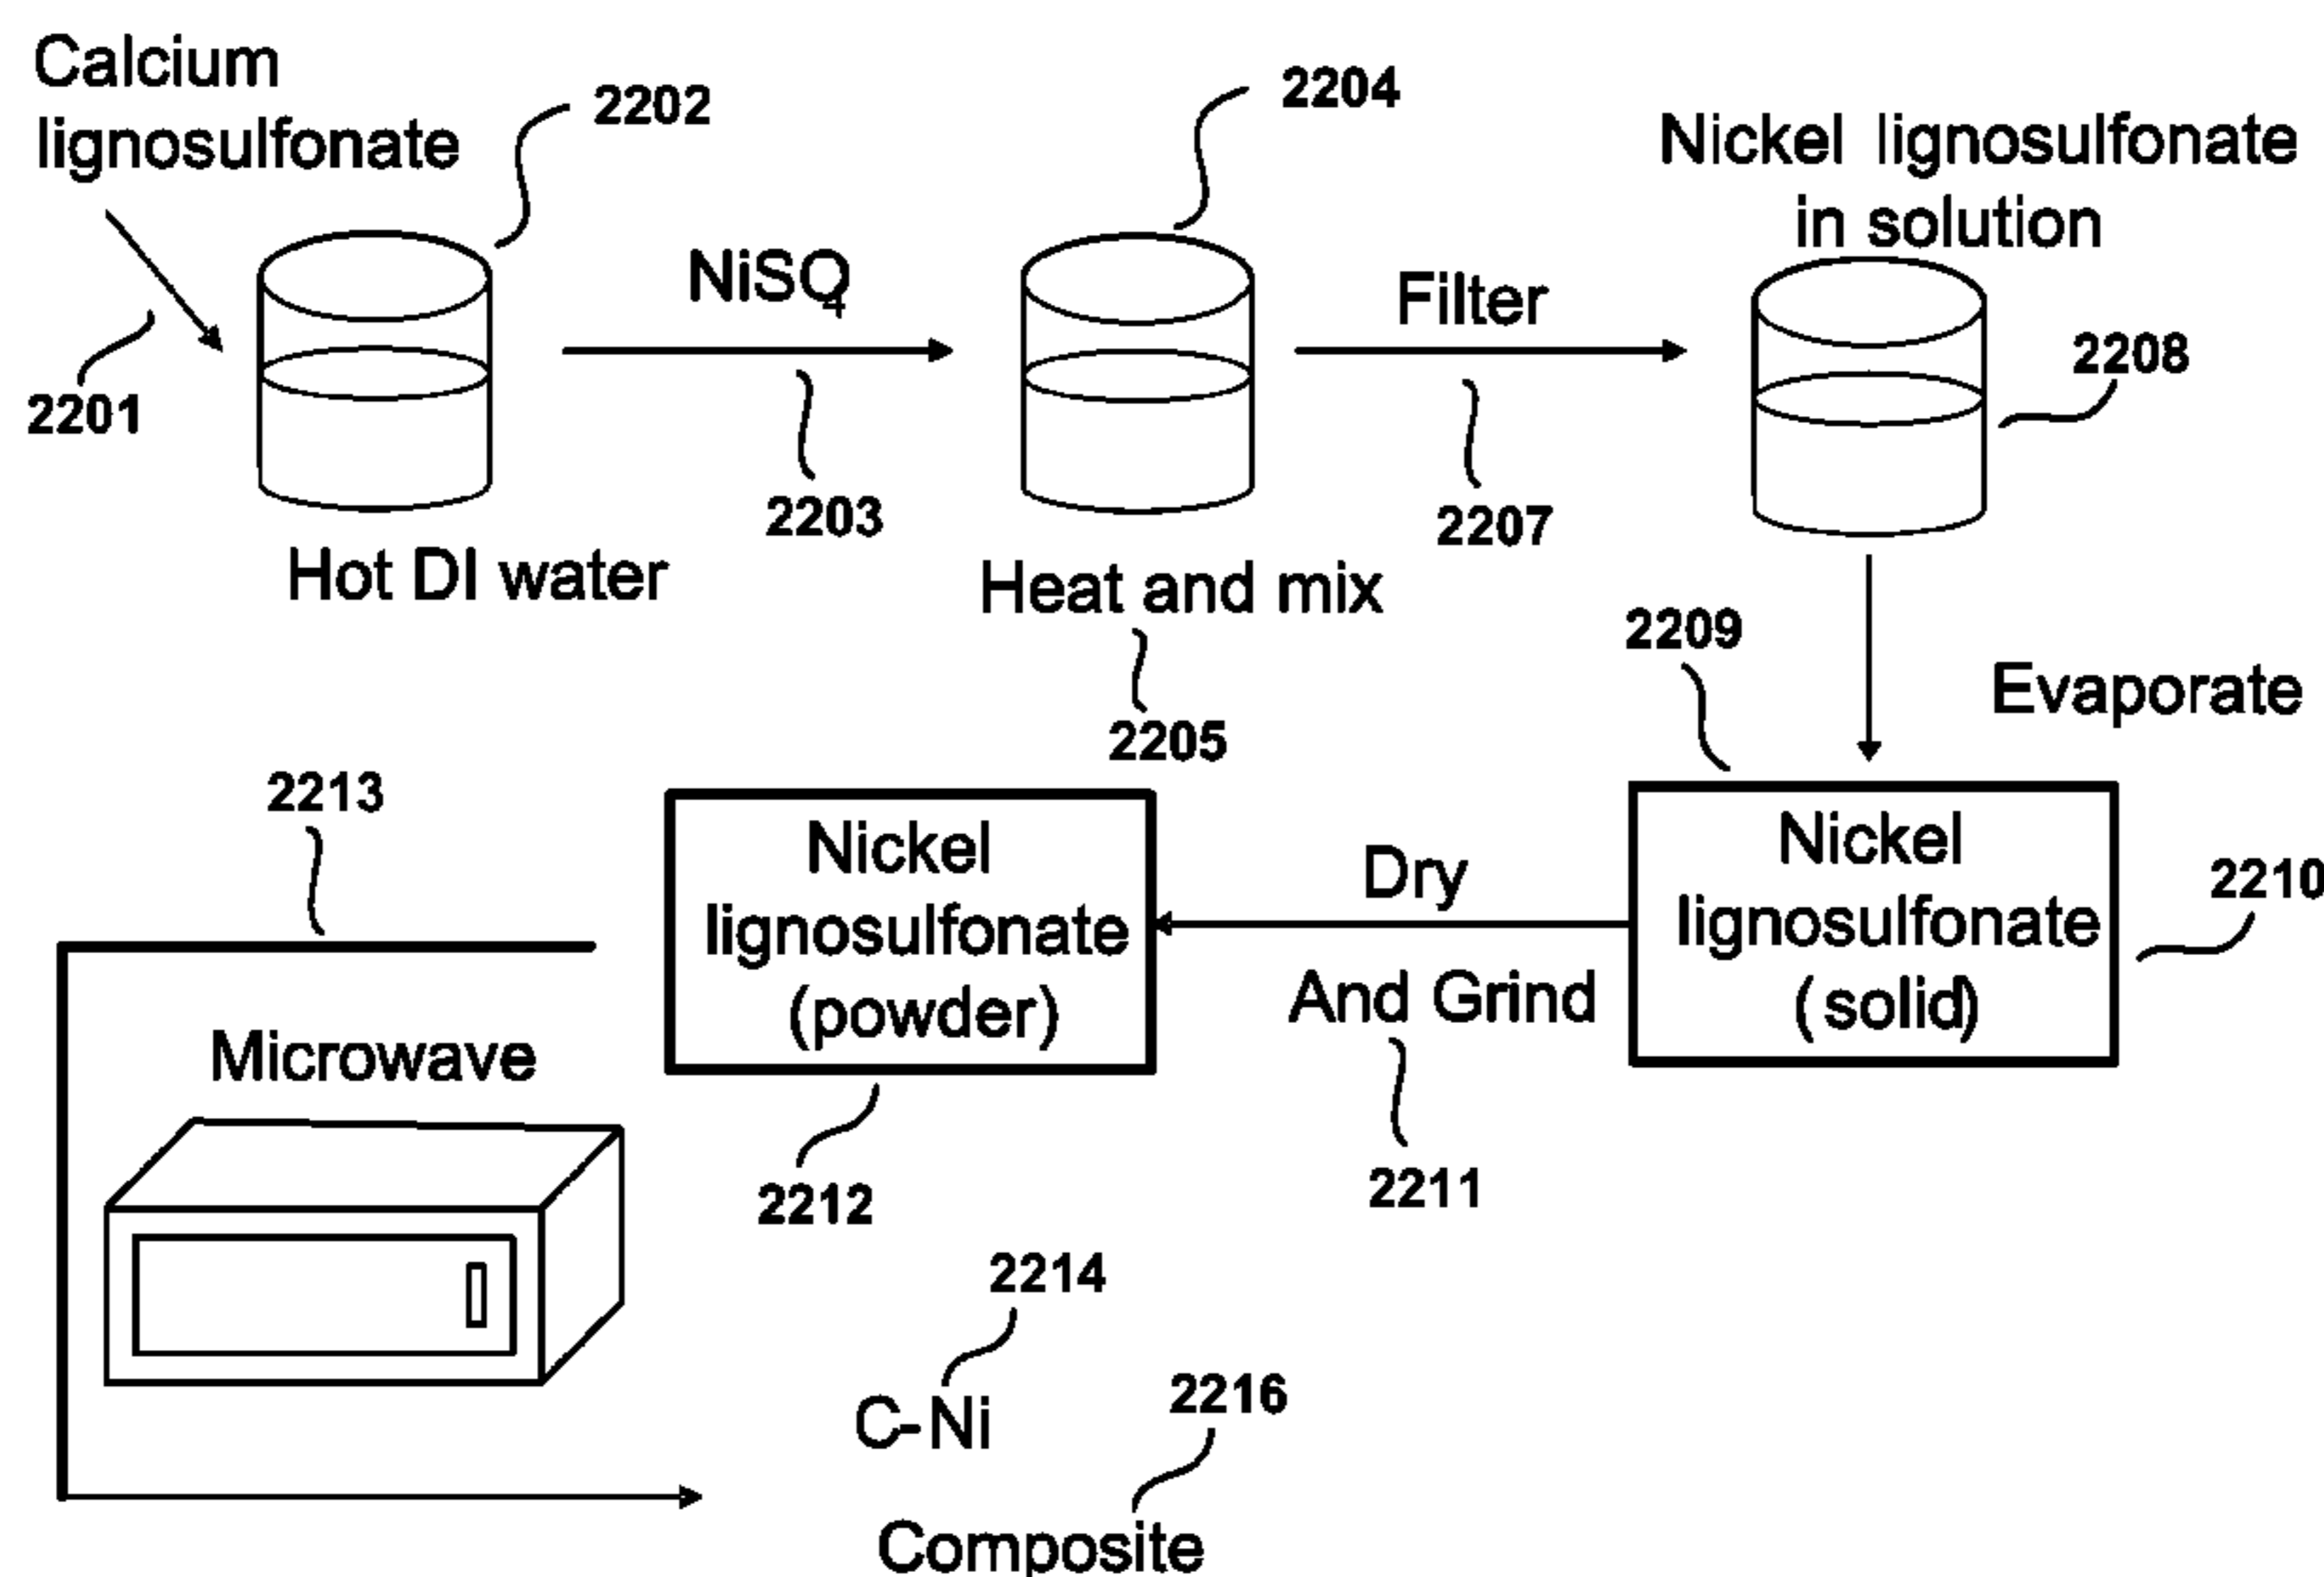 Calcium
lignosulfonate
2202
2204
Nickel lignosulfonate
in solution
NiSO4
Filter
2201
2203
2207
2208
Hot DI water
Heat and mix
2205
2209
Evaporate
2213
Nickel
lignosulfonate
(powder)
Dry
And Grind
Nickel
lignosulfonate
(solid)
2210
Microwave
2212
2211
2214
C-Ni
2216
Composite